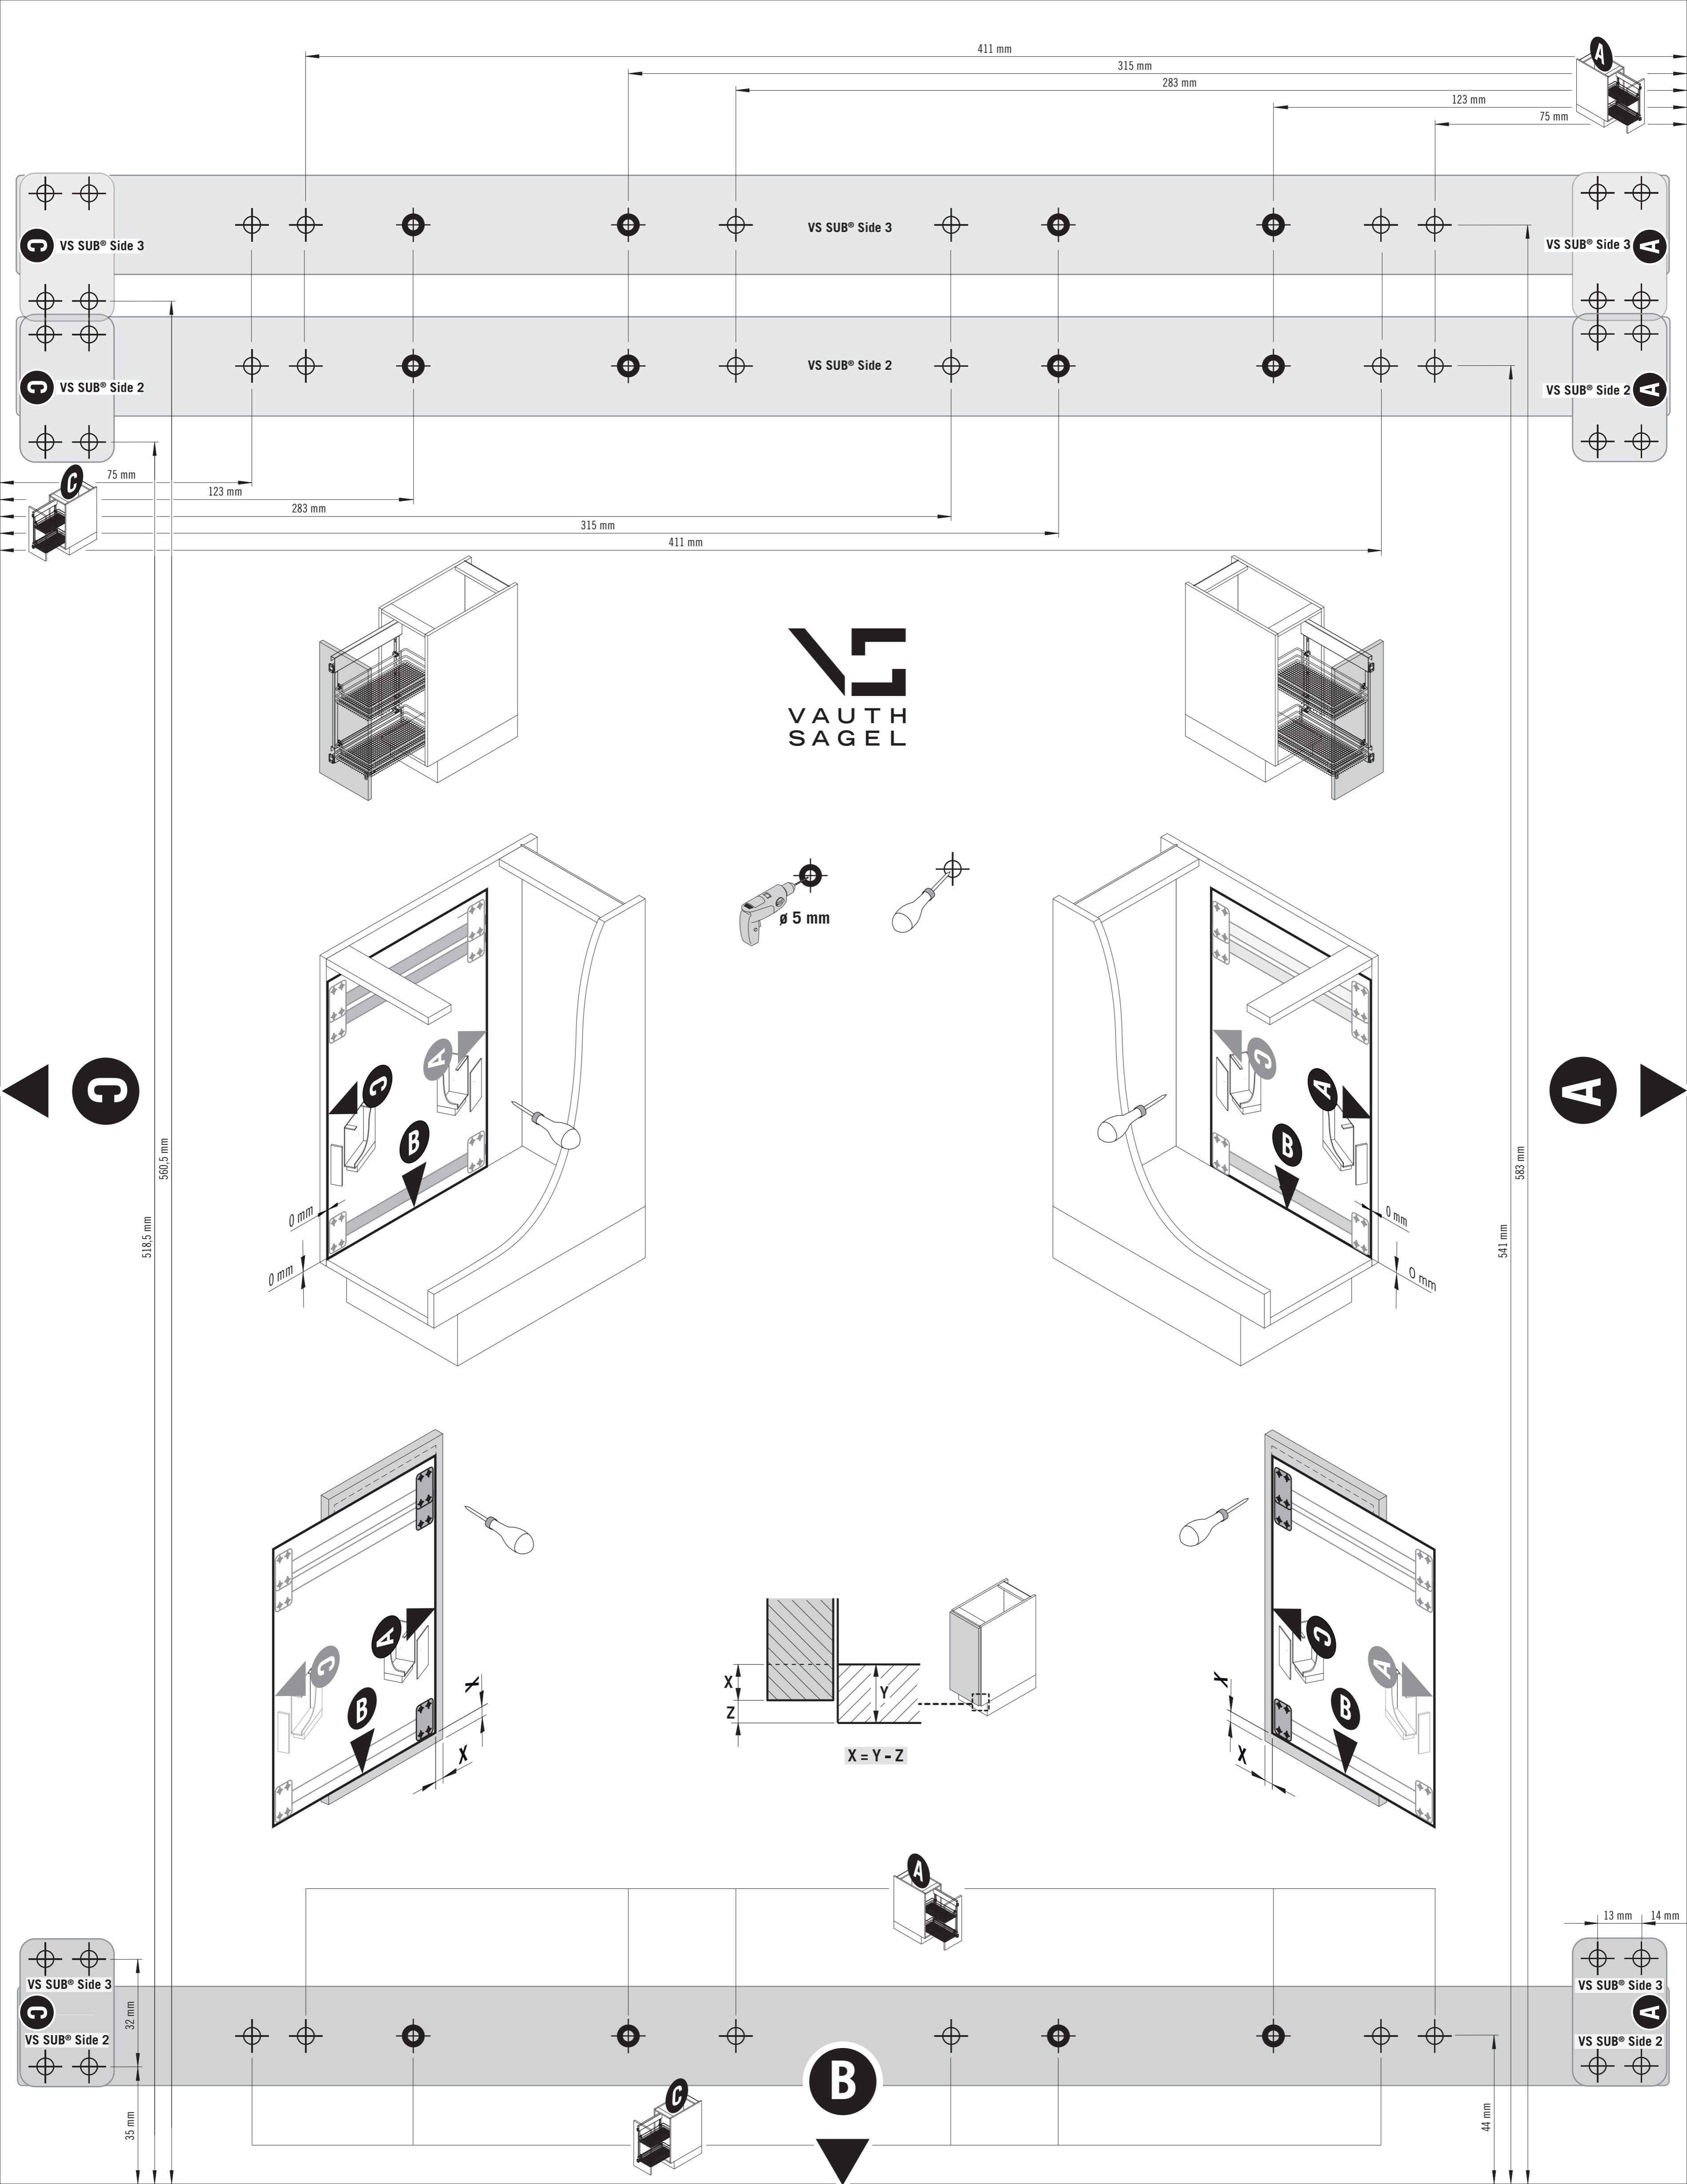 411 mm
315 mm
283 mm
123 mm
75 mm
A
VS SUB® Side 3
C VS SUB® Side 3
VS SUB® Side 3 A
VS SUB® Side 2
C VS SUB® Side 2
VS SUB® Side 2 A
75 mm
123 mm
283 mm
315 mm
411 mm
C
VS
VAUTH
SAGEL
ø 5 mm
C
A
C
A
B
0 mm
0 mm
C
A
B
0 mm
0 mm
560,5 mm
518,5 mm
583 mm
541 mm
A
C
B
X
X
X
Z
Y
X = Y - Z
C
A
B
X
X
A
13 mm
14 mm
VS SUB® Side 3
C
VS SUB® Side 2
VS SUB® Side 3
A
VS SUB® Side 2
32 mm
35 mm
44 mm
B
C